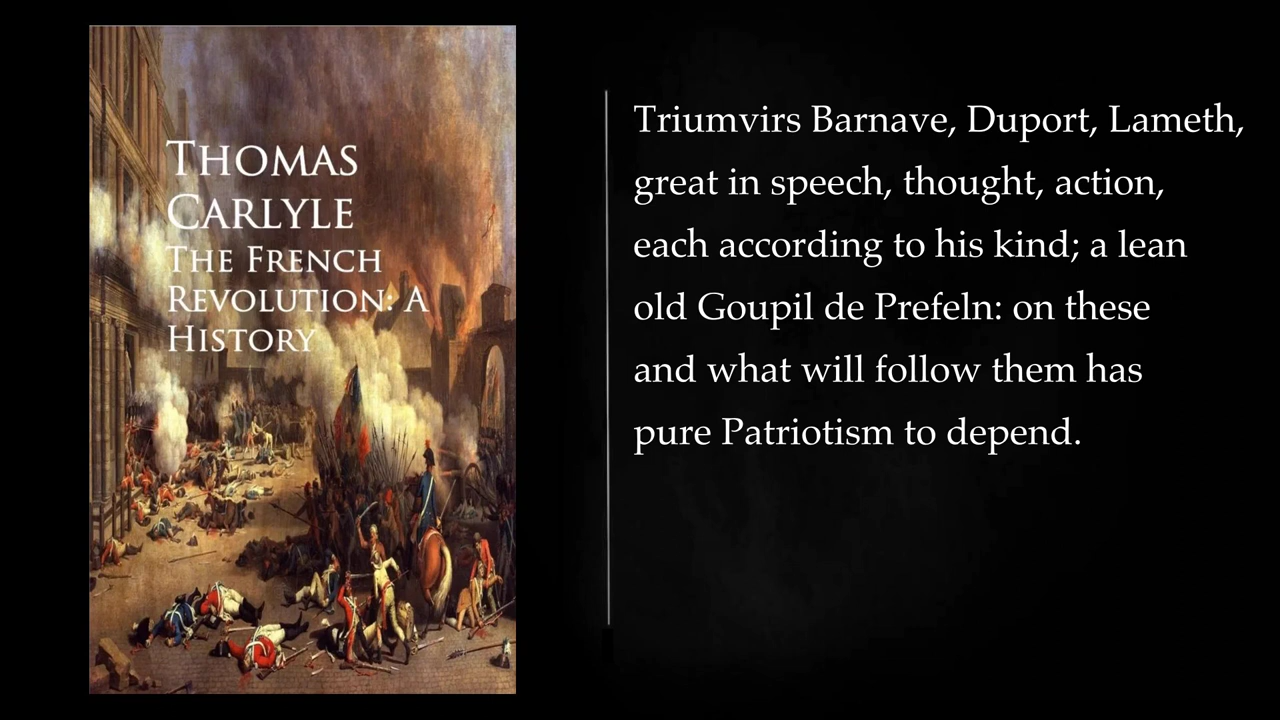 THOMAS
CARLYLE
THE FRENCH
REVOLUTION: A
HISTORY
Triumvirs Barnave, Duport, Lameth,
great in speech, thought, action,
each according to his kind; a lean
old Goupil de Prefeln: on these
and what will follow them has
pure Patriotism to depend.